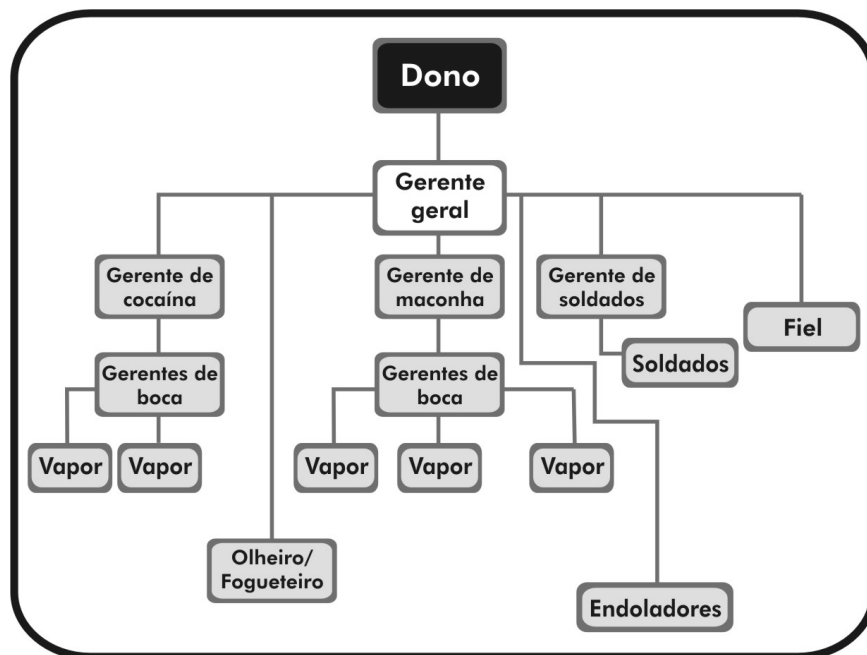 Dono
Gerente
geral
Gerente de
cocaína
Gerente de
maconha
Gerente de
soldados
Fiel
Soldados
Gerentes de
boca
Gerentes de
boca
Vapor
Vapor
Vapor
Vapor
Vapor
Olheiro/
Fogueteiro
Endoladores